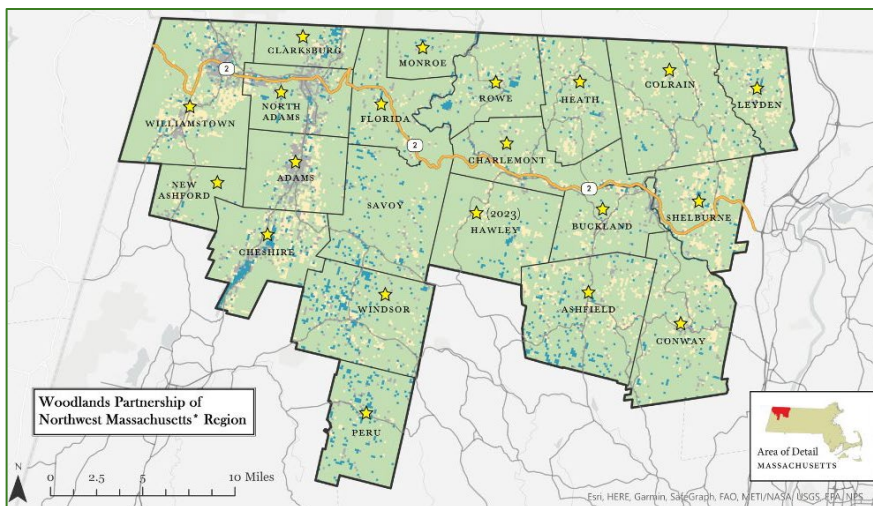 CLARKSBURG
MONROE
2
ROWE
HEATH
COLRAIN
LEYDEN
WILLIAMSTOWN
NORTH
ADAMS
FLORIDA
2
CHARLEMONT
ADAMS
NEW
ASHFORD
SAVOY
2
(2023)
HAWLEY
BUCKLAND
SHELBURNE
CHESHIRE
WINDSOR
ASHFIELD
CONWAY
PERU
Woodlands Partnership of
Northwest Massachusetts* Region
Area of Detail
MASSACHUSETTS
N
0 2.5 5 10 Miles
Esri, HERE, Garmin, SafeGraph, FAO, METI/NASA, USGS, EPA, NPS